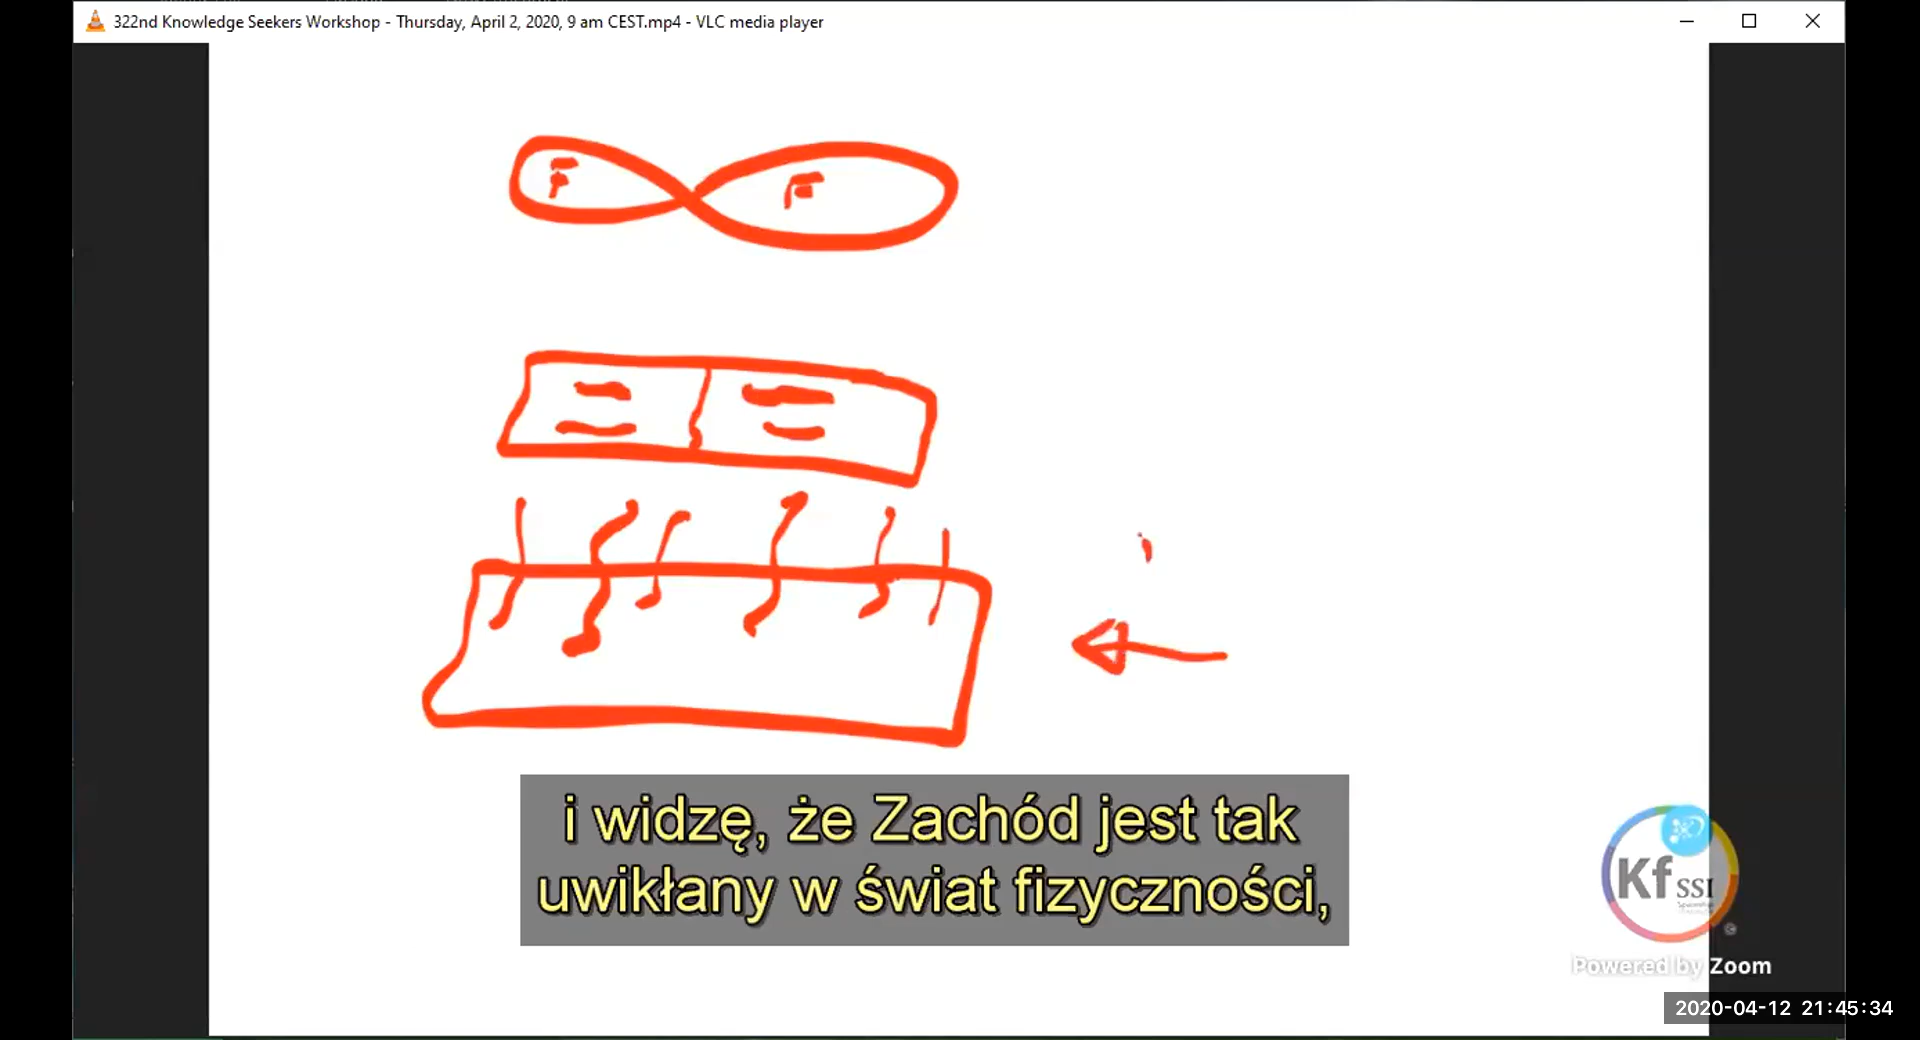 322nd Knowledge Seekers Workshop - Thursday, April 2, 2020, 9 am CEST.mp4 - VLC media player
F
F
i widzę, że Zachód jest tak
uwikłany w świat fizyczności,
Kf SSI
Powered by Zoom
2020-04-12 21:45:34